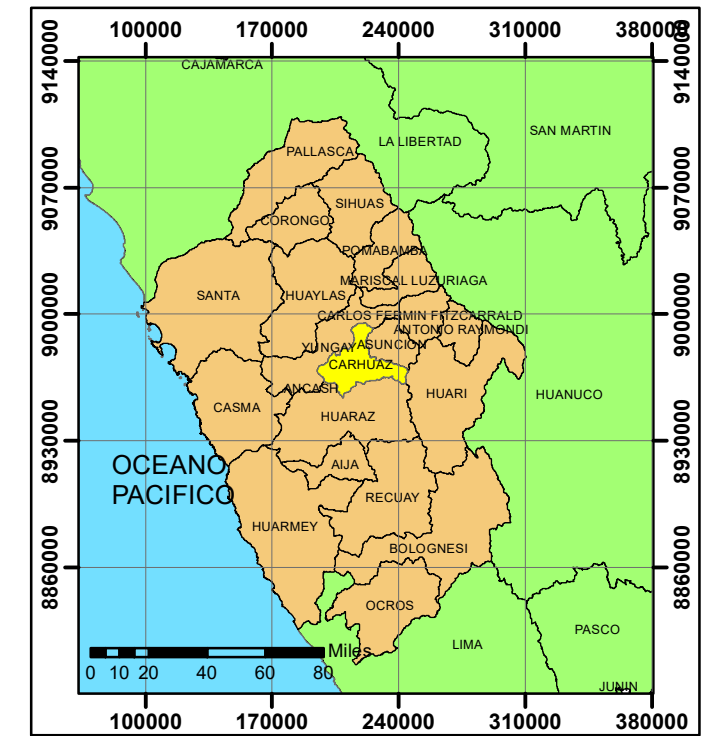 100000 170000 240000 310000 380000
9140000 9140000
CAJAMARCA
SAN MARTIN
LA LIBERTAD
PALLASCA
9070000 9070000
SIHUAS
CORONGO
POMABAMBA
MARISCAL LUZURIAGA
SANTA HUAYLAS
9000000 9000000
CARLOS FERMIN FITZCARRALD
ANTONIO RAYMONDI
YUNGAY ASUNCION
CARHUAZ
ANCASH HUARI HUANUCO
CASMA
HUARAZ
8930000 8930000
OCEANO
PACIFICO
AIJA
RECUAY
HUARMEY
BOLOGNESI
8860000 8860000
OCROS
PASCO
LIMA
Miles
0 10 20 40 60 80
JUNIN
100000 170000 240000 310000 380000